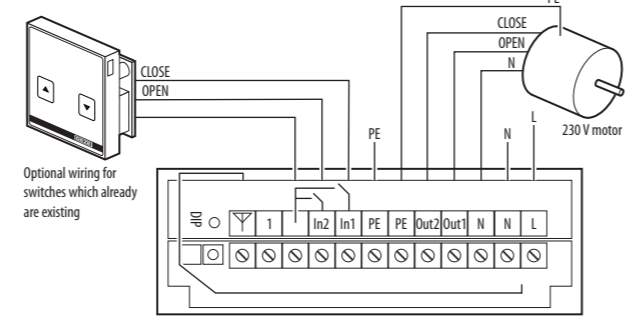 PE
CLOSE
OPEN
N
CLOSE
OPEN
PE
N
L
230 V motor
Optional wiring for
switches which already
are existing
DIP
1 In2 In1 PE PE Out2 Out1 N N L